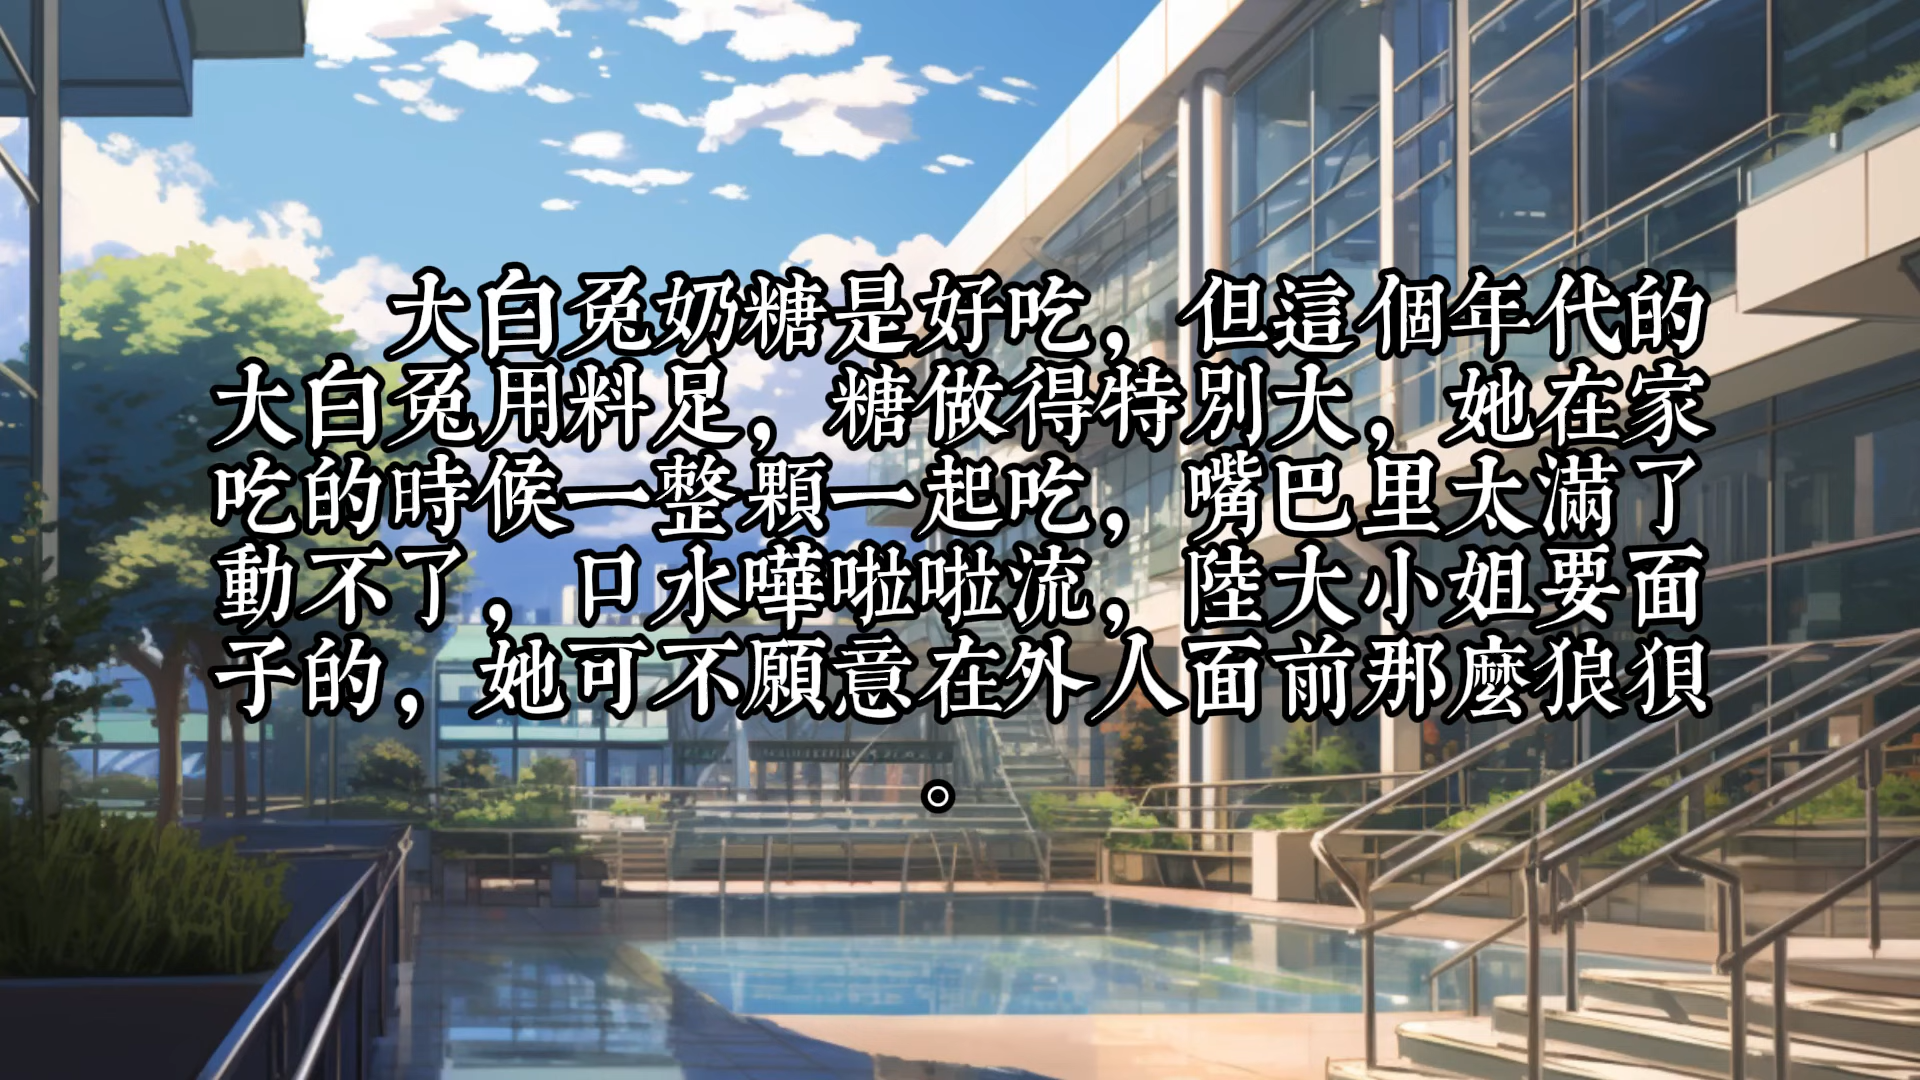 大白兔奶糖是好吃，但這個年代的
大白兔用料足，糖做得特別大，她在家
吃的時候一整顆一起吃，嘴巴里太滿了
動不了，口水嘩啦啦流，陸大小姐要面
子的，她可不願意在外人面前那麼狼狽
。